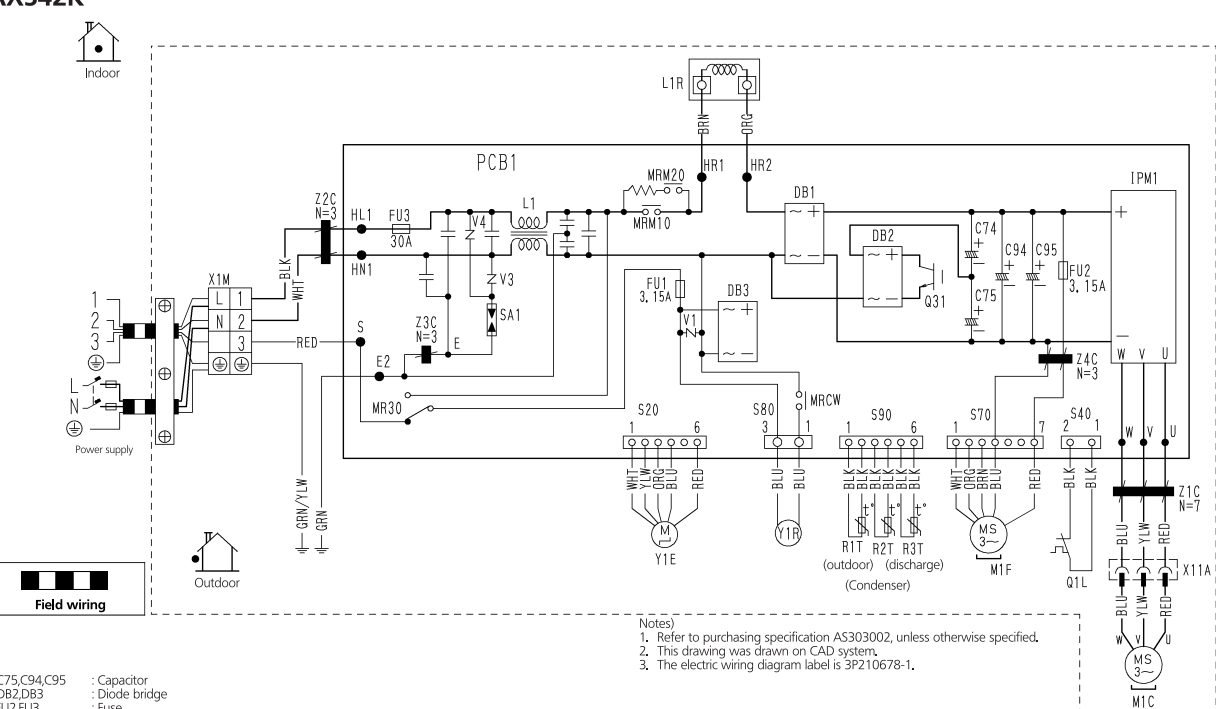 Indoor
L1R
BRN
ORG
PCB1
HR1
HR2
MRM20
MRM10
Z2C
N=3
HL1
FU3
30A
HN1
V4
L1
V3
SA1
DB1
DB2
Q31
C74
C75
C94
C95
FU2
3.15A
IPM1
+
−
W V U
BLK
WHT
X1M
L 1
N 2
3
1
2
3
L
N
Power supply
RED
S
Z3C
N=3
E
E2
FU1
3.15A
V1
DB3
MR30
MRCW
Z4C
N=3
S20
1 6
S80
3 1
S90
1 6
S70
1 7
S40
2 1
W V U
GRN/YLW
GRN
WHT
YLW
ORG
BLU
RED
M
Y1E
BLU
BLU
Y1R
BLK
BLK
BLK
BLK
BLK
BLK
t°
t°
t°
R1T R2T R3T
(outdoor) (discharge)
(Condenser)
WHT
ORG
BRN
BLU
RED
MS
3~
M1F
BLK
BLK
Q1L
Z1C
N=7
BLU
YLW
RED
X11A
BLU
YLW
RED
W V U
MS
3~
M1C
Outdoor
Field wiring
Notes)
1. Refer to purchasing specification AS303002, unless otherwise specified.
2. This drawing was drawn on CAD system.
3. The electric wiring diagram label is 3P210678-1.
C75,C94,C95 : Capacitor
DB2,DB3 : Diode bridge
: Fuse